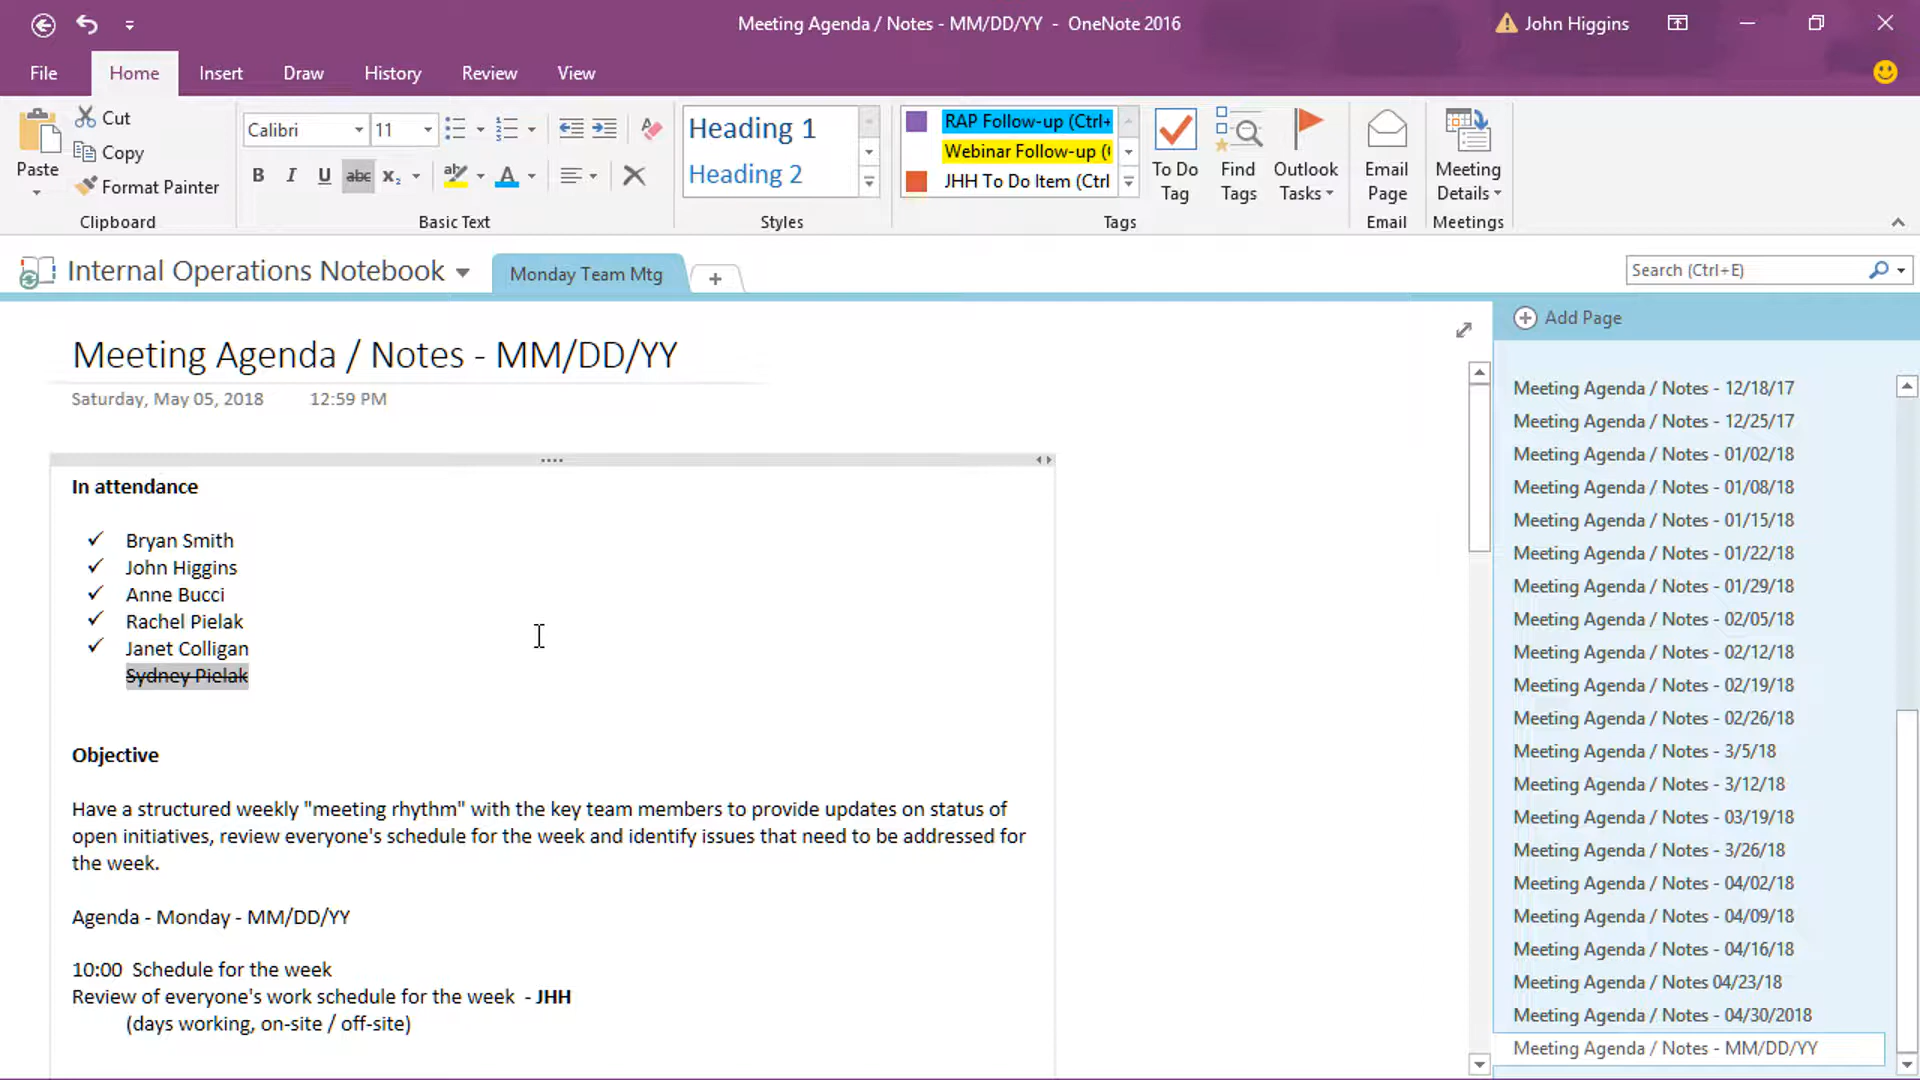 Meeting Agenda / Notes - MM/DD/YY - OneNote 2016
John Higgins
File
Home
Insert
Draw
History
Review
View
Paste
Cut
Copy
Format Painter
Clipboard
Calibri
11
B
I
U
abc
X₂
A
Basic Text
Heading 1
Heading 2
Styles
RAP Follow-up (Ctrl+
Webinar Follow-up (
JHH To Do Item (Ctrl
To Do
Tag
Find
Tags
Outlook
Tasks
Tags
Email
Page
Email
Meeting
Details
Meetings
Internal Operations Notebook
Monday Team Mtg
Search (Ctrl+E)
Meeting Agenda / Notes - MM/DD/YY
Saturday, May 05, 2018
12:59 PM
In attendance
Bryan Smith
John Higgins
Anne Bucci
Rachel Pielak
Janet Colligan
Sydney Pielak
Objective
Have a structured weekly "meeting rhythm" with the key team members to provide updates on status of
open initiatives, review everyone's schedule for the week and identify issues that need to be addressed for
the week.
Agenda - Monday - MM/DD/YY
10:00 Schedule for the week
Review of everyone's work schedule for the week - JHH
(days working, on-site / off-site)
Add Page
Meeting Agenda / Notes - 12/18/17
Meeting Agenda / Notes - 12/25/17
Meeting Agenda / Notes - 01/02/18
Meeting Agenda / Notes - 01/08/18
Meeting Agenda / Notes - 01/15/18
Meeting Agenda / Notes - 01/22/18
Meeting Agenda / Notes - 01/29/18
Meeting Agenda / Notes - 02/05/18
Meeting Agenda / Notes - 02/12/18
Meeting Agenda / Notes - 02/19/18
Meeting Agenda / Notes - 02/26/18
Meeting Agenda / Notes - 3/5/18
Meeting Agenda / Notes - 3/12/18
Meeting Agenda / Notes - 03/19/18
Meeting Agenda / Notes - 3/26/18
Meeting Agenda / Notes - 04/02/18
Meeting Agenda / Notes - 04/09/18
Meeting Agenda / Notes - 04/16/18
Meeting Agenda / Notes 04/23/18
Meeting Agenda / Notes - 04/30/2018
Meeting Agenda / Notes - MM/DD/YY